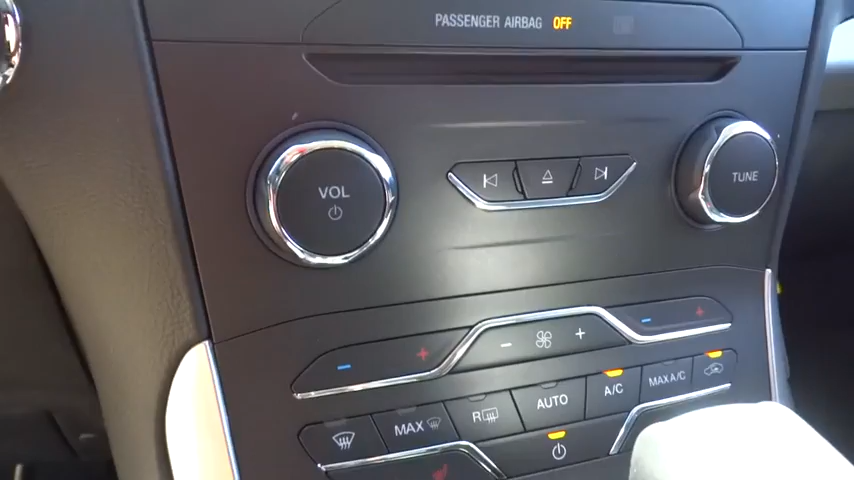 PASSENGER AIRBAG OFF
VOL
TUNE
MAX A/C
A/C
AUTO
R
MAX